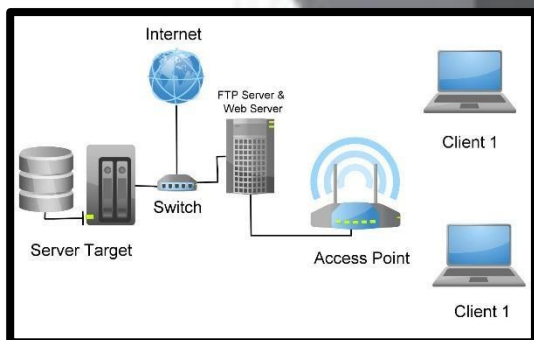 Internet
FTP Server &
Web Server
Client 1
Switch
Server Target
Access Point
Client 1